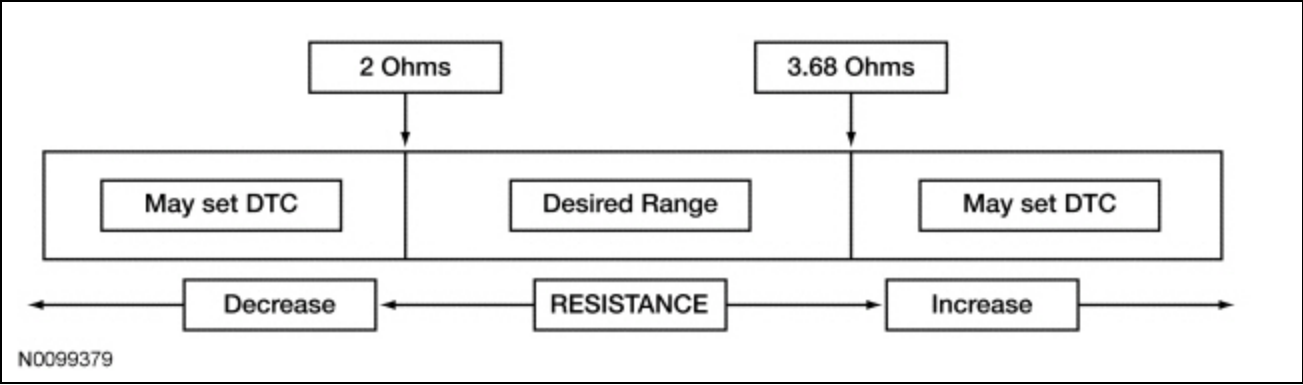 2 Ohms
3.68 Ohms
May set DTC
Desired Range
May set DTC
Decrease
RESISTANCE
Increase
N0099379